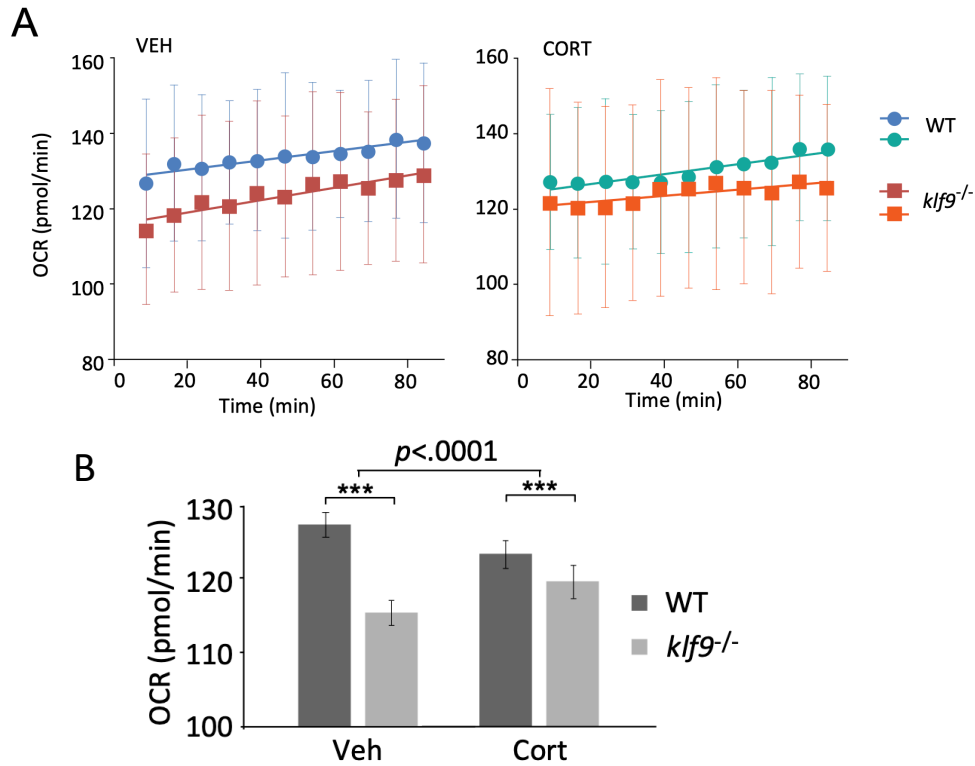 A
VEH
CORT
160
140
120
100
80
OCR (pmol/min)
0
20
40
60
80
Time (min)
160
140
120
100
80
0
20
40
60
80
Time (min)
WT
klf9-/-
B
p<.0001
***
***
130
120
110
100
OCR (pmol/min)
Veh
Cort
WT
klf9-/-